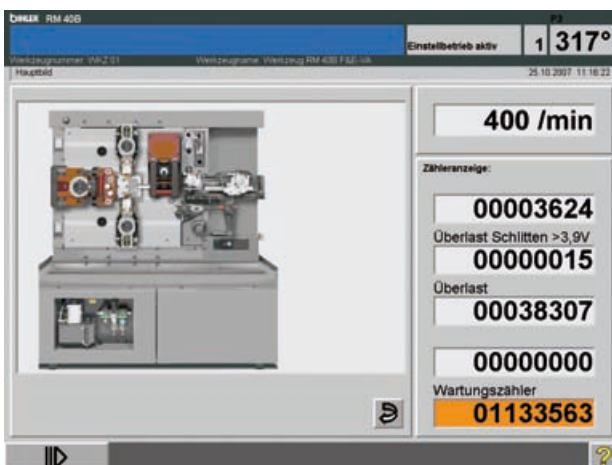 BIHLER RM 40B
P3
Einstellbetrieb aktiv 1 317°
Werkzeugnummer: WKZ 01 Werkzeugname: Werkzeug RM 40B F&E-VA
Hauptbild 25.10.2007 11:16:22
400 /min
Zähleranzeige:
00003624
Überlast Schlitten >3,9V
00000015
Überlast
00038307
00000000
Wartungszähler
01133563
?